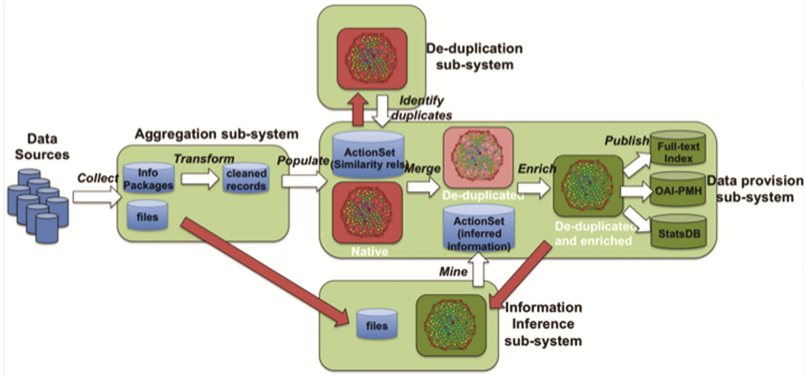 De-duplication
sub-system
Identify
duplicates
Data
Sources
Collect
Aggregation sub-system
Transform
Info
Packages
cleaned
records
files
Populate
ActionSet
(Similarity rels)
Native
Merge
De-duplicated
ActionSet
(inferred
information)
Enrich
De-duplicated
and enriched
Publish
Full-text
Index
OAI-PMH
StatsDB
Data provision
sub-system
Mine
files
Information
Inference
sub-system